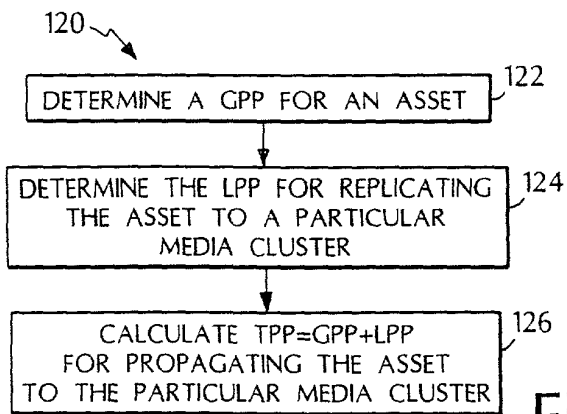 120
DETERMINE A GPP FOR AN ASSET
122
DETERMINE THE LPP FOR REPLICATING
THE ASSET TO A PARTICULAR
MEDIA CLUSTER
124
CALCULATE TPP=GPP+LPP
FOR PROPAGATING THE ASSET
TO THE PARTICULAR MEDIA CLUSTER
126